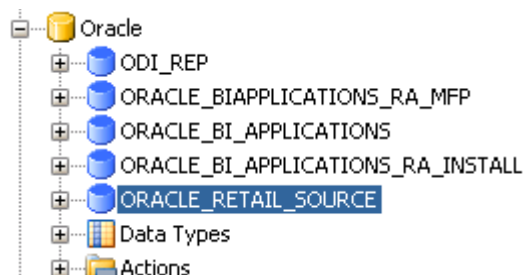 Oracle
ODI_REP
ORACLE_BIAPPLICATIONS_RA_MFP
ORACLE_BI_APPLICATIONS
ORACLE_BI_APPLICATIONS_RA_INSTALL
ORACLE_RETAIL_SOURCE
Data Types
Actions